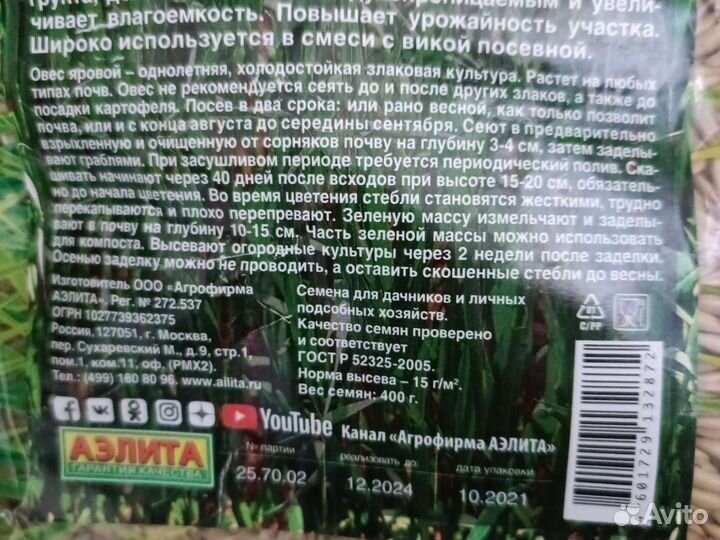 чивает влагоемкость. Повышает урожайность участка.
Широко используется в смеси с викой посевной.
Овес яровой – однолетняя, холодостойкая злаковая культура. Растет на любых
типах почв. Овес не рекомендуется сеять до и после других злаков, а также до
посадки картофеля. Посев в два срока: или рано весной, как только позволит
почва, или и с конца августа до середины сентября. Сеют в предварительно
взрыхленную и очищенную от сорняков почву на глубину 3-4 см, затем заделы-
вают граблями. При засушливом периоде требуется периодический полив. Ска-
шивать начинают через 40 дней после всходов при высоте 15-20 см, обязатель-
но до начала цветения. Во время цветения стебли становятся жесткими, трудно
перекапываются и плохо перепревают. Зеленую массу измельчают и заделы-
вают в почву на глубину 10-15 см. Часть зеленой массы можно использовать
для компоста. Высевают огородные культуры через 2 недели после заделки.
Осенью заделку можно не проводить, а оставить скошенные стебли до весны.
Изготовитель ООО «Агрофирма
АЭЛИТА». Рег. № 272.537
ОГРН 1027739362375
Россия,127051, г. Москва,
пер. Сухаревский М., д.9, стр.1,
пом.1, ком.11, оф. (РМХ2).
Тел.: (499) 180 80 96. www.ailita.ru
Семена для дачников и личных
подсобных хозяйств.
Качество семян проверено
и соответствует
ГОСТ Р 52325-2005.
Норма высева – 15 г/м².
Вес семян: 400 г.
81
C/PP
YouTube Канал «Агрофирма АЭЛИТА»
АЭЛИТА
ГАРАНТИЯ КАЧЕСТВА
№ партии
25.70.02
реализовать до:
12.2024
дата упаковки
10.2021
4601729132872
Avito